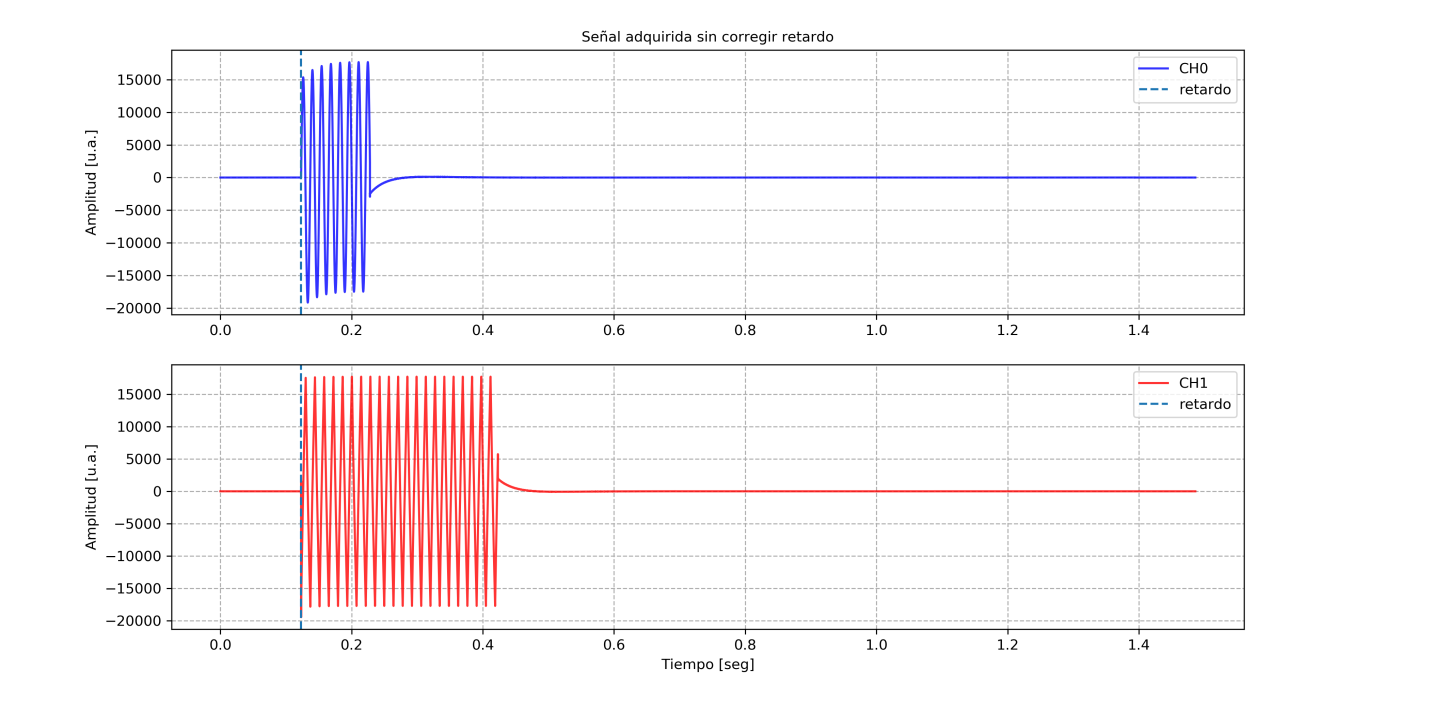 Señal adquirida sin corregir retardo
Amplitud [u.a.]
15000
10000
5000
0
−5000
−10000
−15000
−20000
CH0
retardo
0.0 0.2 0.4 0.6 0.8 1.0 1.2 1.4
Amplitud [u.a.]
15000
10000
5000
0
−5000
−10000
−15000
−20000
CH1
retardo
0.0 0.2 0.4 0.6 0.8 1.0 1.2 1.4
Tiempo [seg]